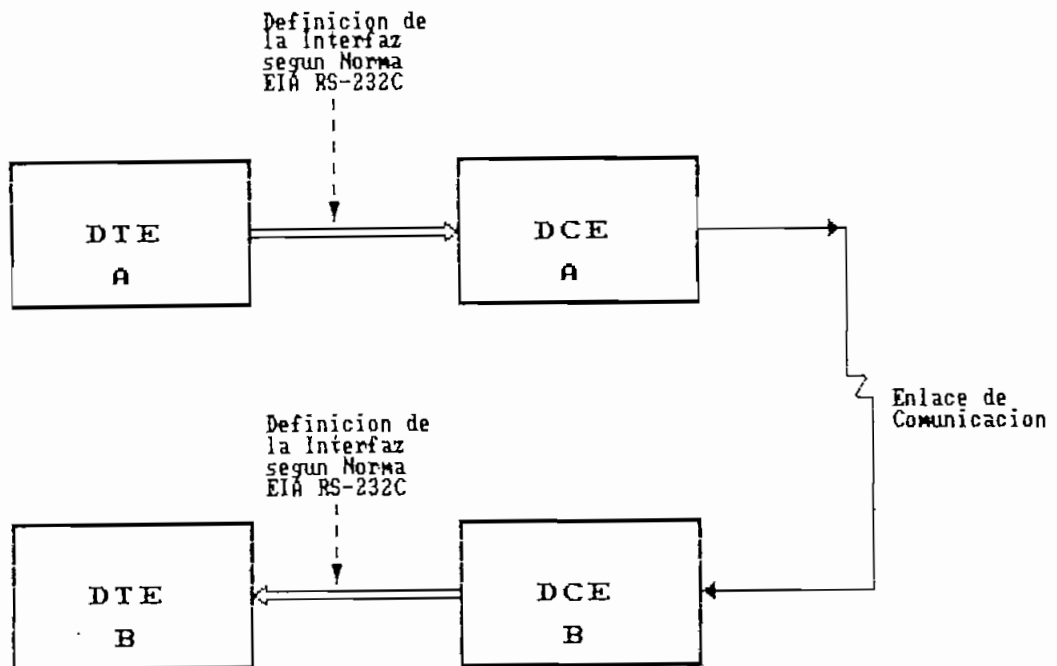 Definicion de
la Interfaz
segun Norma
EIA RS-232C
DTE
A
DCE
A
Enlace de
Comunicacion
Definicion de
la Interfaz
segun Norma
EIA RS-232C
DTE
B
DCE
B